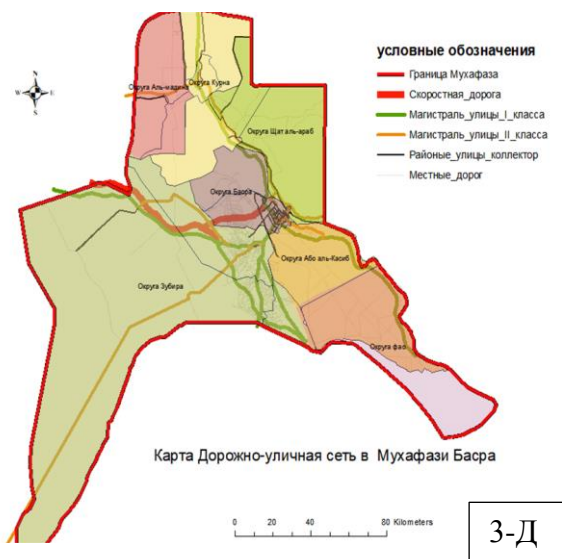 условные обозначения
Граница Мухафаза
Скоростная_дорога
Магистраль_улицы_I_класса
Магистраль_улицы_II_класса
Районые_улицы_коллектор
Местные_дорог
N
W E
S
Округа Аль-мадина
Округа Курна
Округа Щат аль-араб
Округа Басра
Округа Або аль-Касиб
Округа Зубира
Округа фао
Карта Дорожно-уличная сеть в Мухафази Басра
0 20 40 80 Kilometers
3-Д